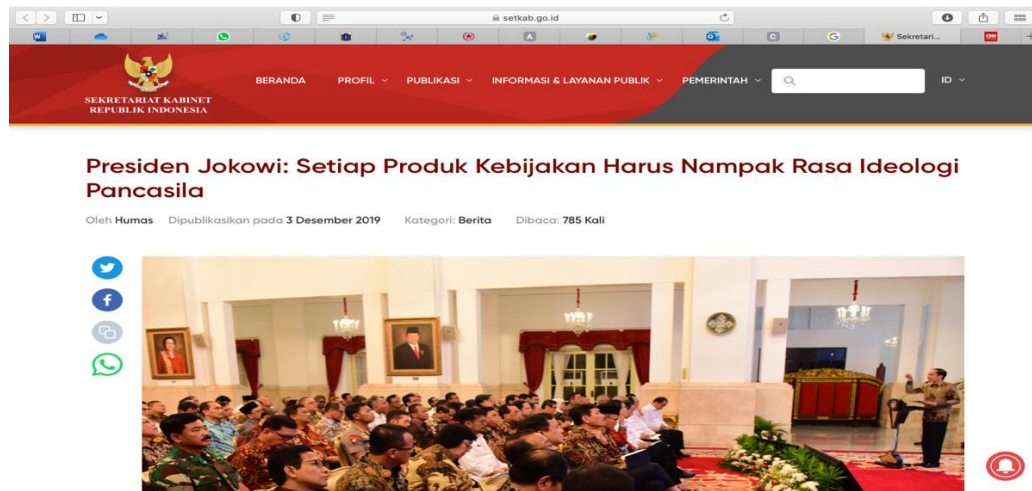 setkab.go.id
Sekretari...
SEKRETARIAT KABINET
REPUBLIK INDONESIA
BERANDA PROFIL PUBLIKASI INFORMASI & LAYANAN PUBLIK PEMERINTAH ID
Presiden Jokowi: Setiap Produk Kebijakan Harus Nampak Rasa Ideologi
Pancasila
Oleh Humas Dipublikasikan pada 3 Desember 2019 Kategori: Berita Dibaca: 785 Kali